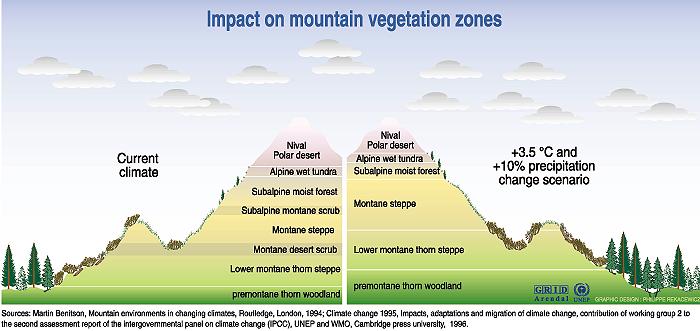 Impact on mountain vegetation zones
Current
climate
Nival
Polar desert
Alpine wet tundra
Subalpine moist forest
Subalpine montane scrub
Montane steppe
Montane desert scrub
Lower montane thorn steppe
premontane thorn woodland
Nival
Polar desert
Alpine wet tundra
Subalpine moist forest
Montane steppe
Lower montane thorn steppe
premontane thorn woodland
+3.5 °C and
+10% precipitation
change scenario
GRID
Arendal UNEP
GRAPHIC DESIGN : PHILIPPE REKACEWICZ
Sources: Martin Benitson, Mountain environments in changing climates, Routledge, London, 1994; Climate change 1995, Impacts, adaptations and migration of climate change, contribution of working group 2 to
the second assessment report of the intergovernmental panel on climate change (IPCC), UNEP and WMO, Cambridge press university, 1996.